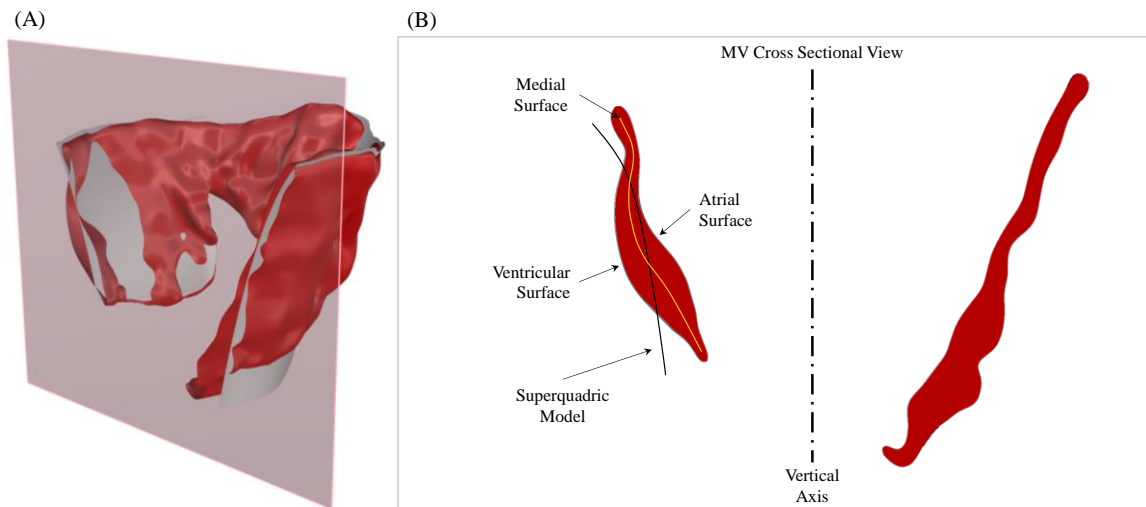 (A)
(B)
MV Cross Sectional View
Medial
Surface
Atrial
Surface
Ventricular
Surface
Superquadric
Model
Vertical
Axis